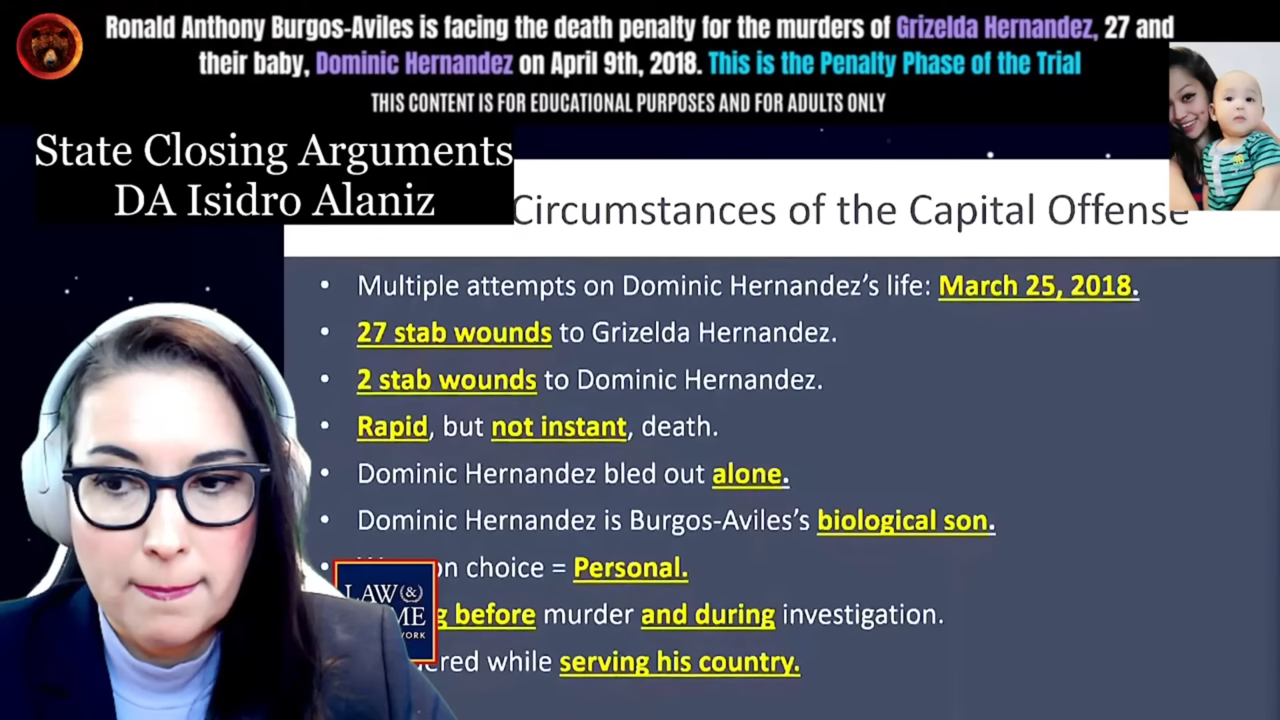 Ronald Anthony Burgos-Aviles is facing the death penalty for the murders of Grizelda Hernandez, 27 and
their baby, Dominic Hernandez on April 9th, 2018. This is the Penalty Phase of the Trial
THIS CONTENT IS FOR EDUCATIONAL PURPOSES AND FOR ADULTS ONLY
State Closing Arguments
DA Isidro Alaniz
Circumstances of the Capital Offense
• Multiple attempts on Dominic Hernandez’s life: March 25, 2018.
• 27 stab wounds to Grizelda Hernandez.
• 2 stab wounds to Dominic Hernandez.
• Rapid, but not instant, death.
• Dominic Hernandez bled out alone.
• Dominic Hernandez is Burgos-Aviles’s biological son.
• choice = Personal.
before murder and during investigation.
while serving his country.
LAW &